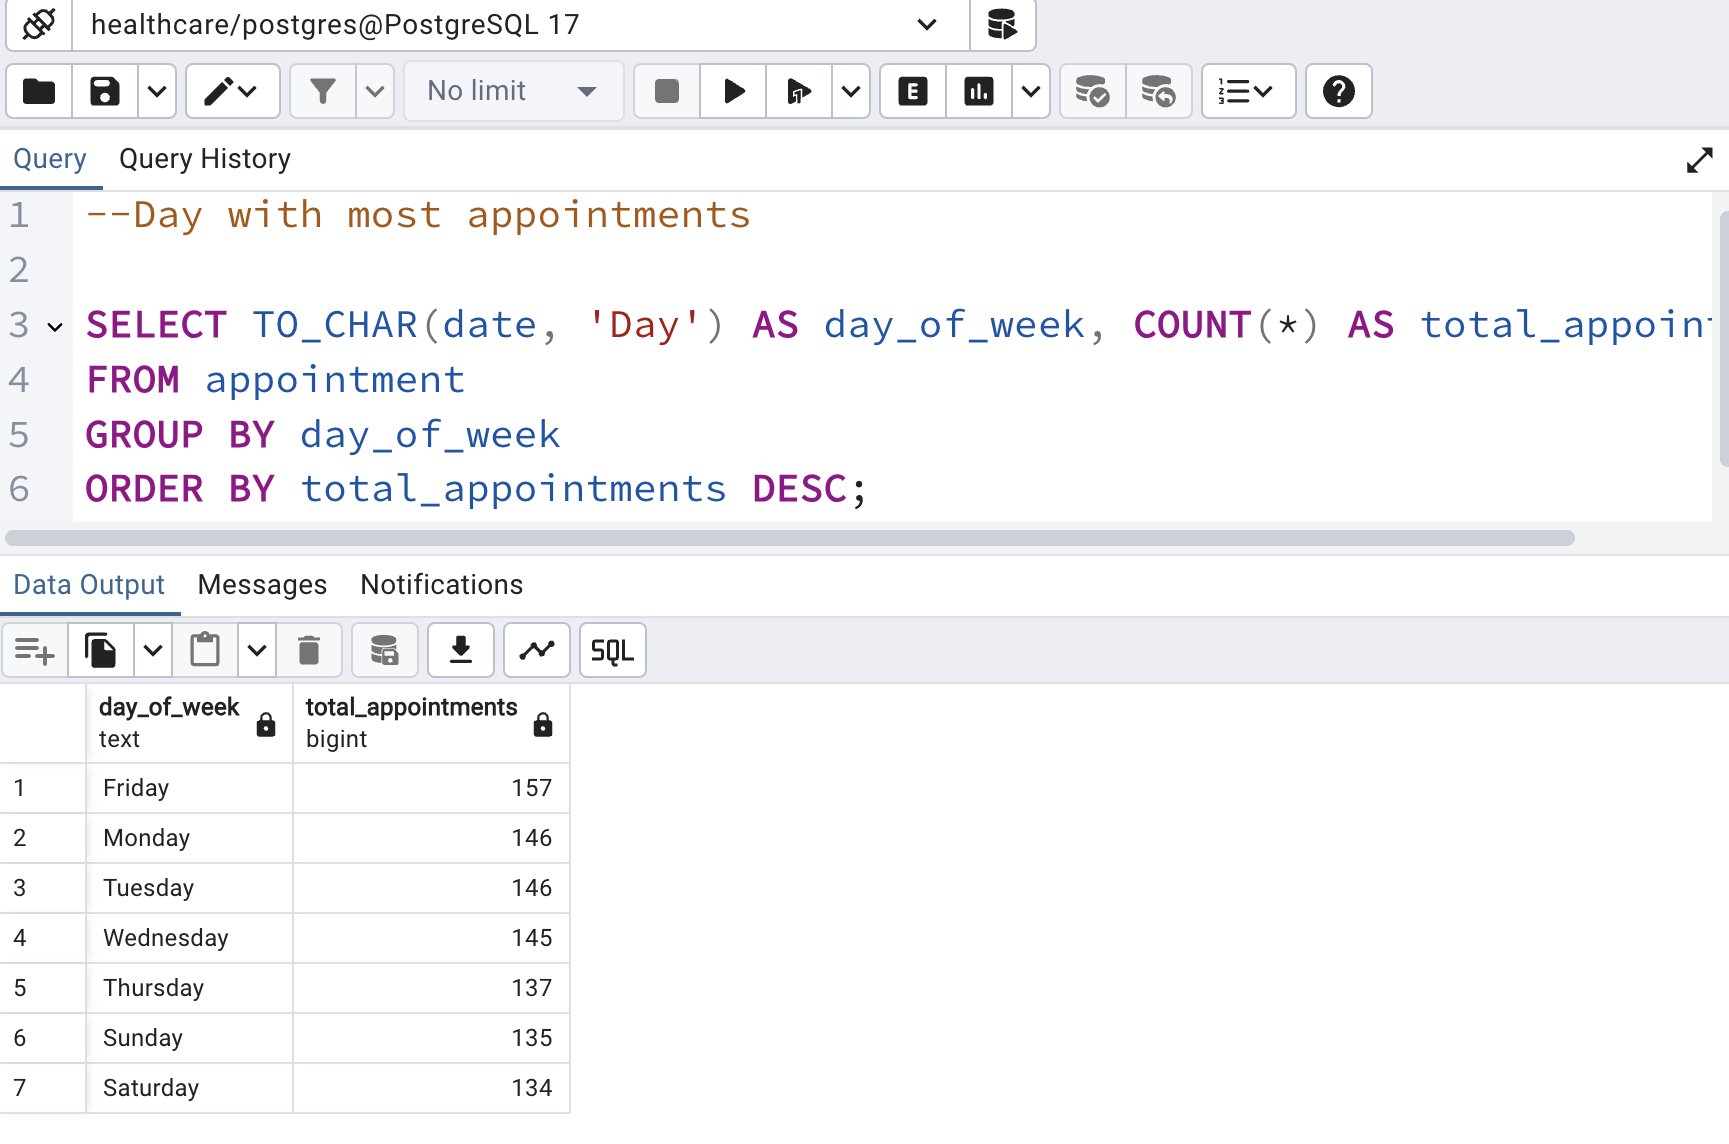 healthcare/postgres@PostgreSQL 17
No limit
E
Query Query History
1 --Day with most appointments
2
3 SELECT TO_CHAR(date, 'Day') AS day_of_week, COUNT(*) AS total_appoin
4 FROM appointment
5 GROUP BY day_of_week
6 ORDER BY total_appointments DESC;
Data Output Messages Notifications
SQL
day_of_week total_appointments
text bigint
1 Friday 157
2 Monday 146
3 Tuesday 146
4 Wednesday 145
5 Thursday 137
6 Sunday 135
7 Saturday 134